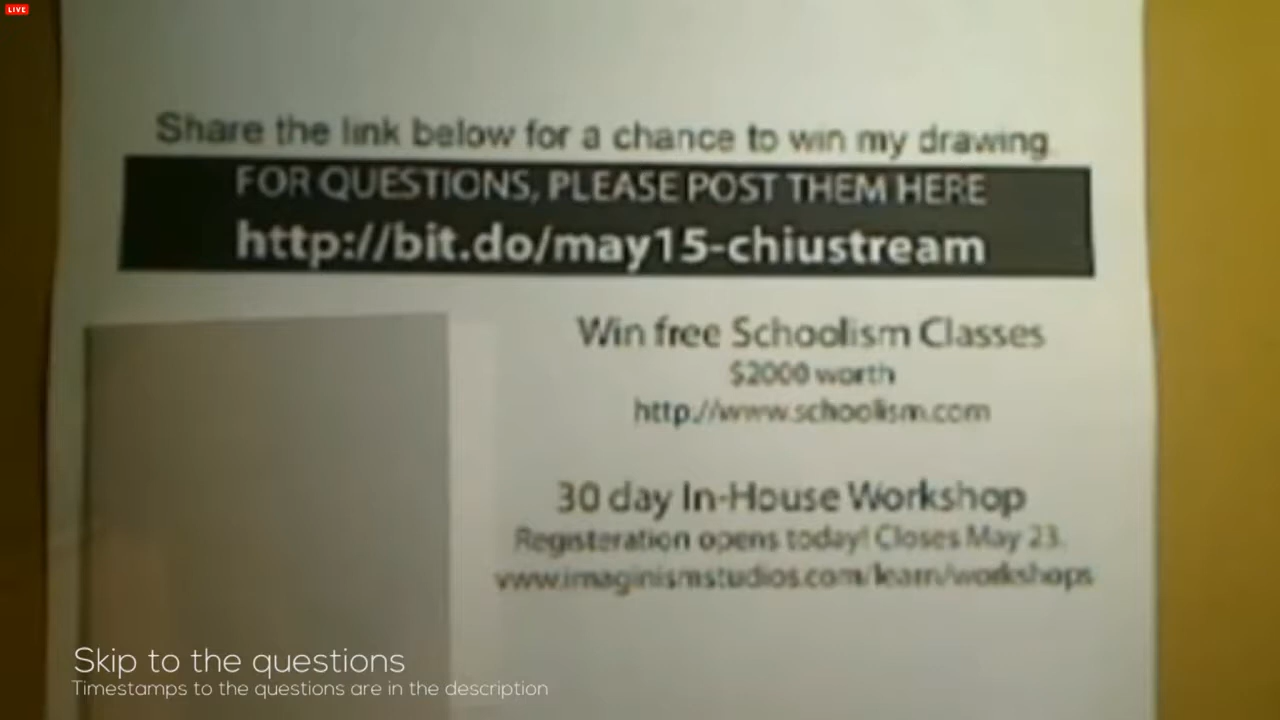 LIVE
Share the link below for a chance to win my drawing.
FOR QUESTIONS, PLEASE POST THEM HERE
http://bit.do/may15-chiustream
Win free Schoolism Classes
$2000 worth
http://www.schoolism.com
30 day In-House Workshop
Registeration opens today! Closes May 23.
www.imaginismstudios.com/learn/workshops
Skip to the questions
Timestamps to the questions are in the description